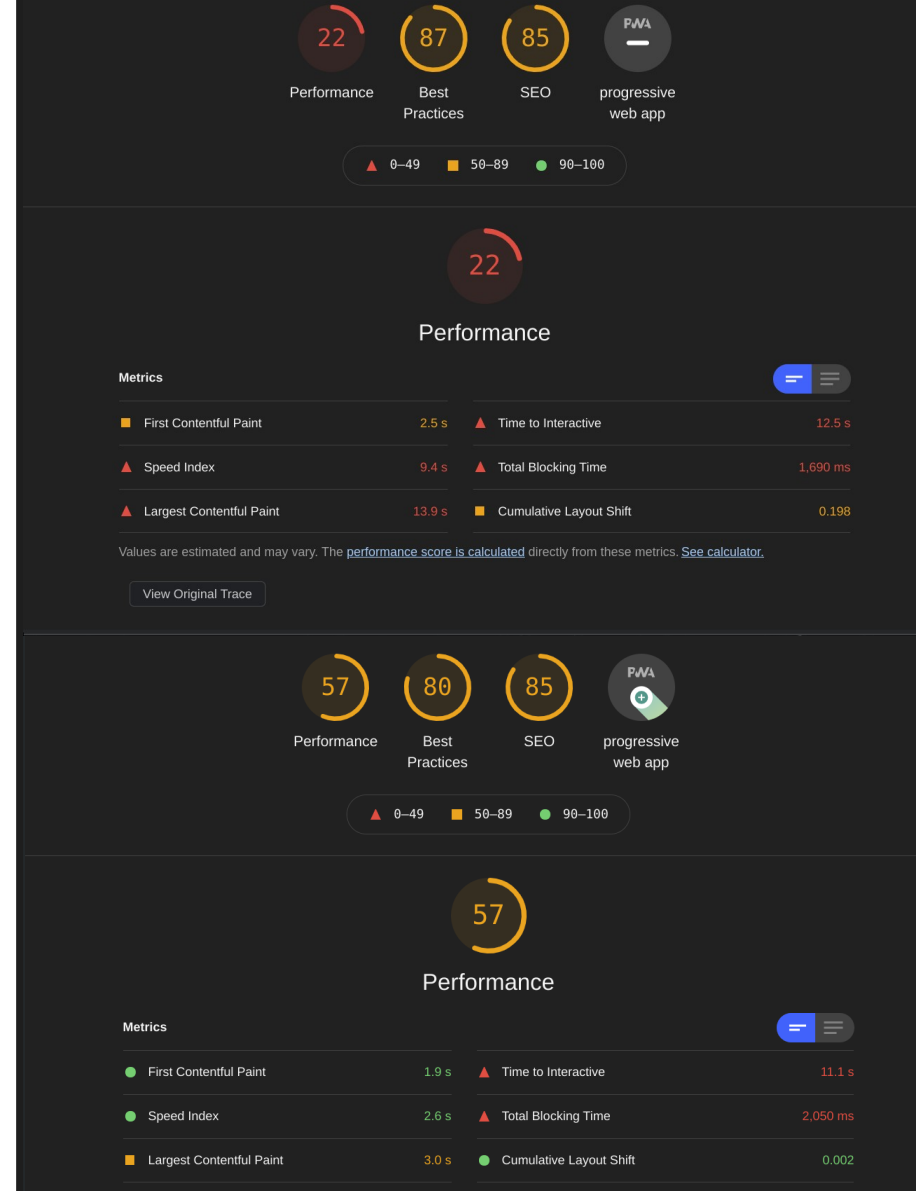 22 87 85 PWA
Performance Best Practices SEO progressive web app
0–49 50–89 90–100
22
Performance
Metrics
First Contentful Paint 2.5 s Time to Interactive 12.5 s
Speed Index 9.4 s Total Blocking Time 1,690 ms
Largest Contentful Paint 13.9 s Cumulative Layout Shift 0.198
Values are estimated and may vary. The performance score is calculated directly from these metrics. See calculator.
View Original Trace
57 80 85 PWA
Performance Best Practices SEO progressive web app
0–49 50–89 90–100
57
Performance
Metrics
First Contentful Paint 1.9 s Time to Interactive 11.1 s
Speed Index 2.6 s Total Blocking Time 2,050 ms
Largest Contentful Paint 3.0 s Cumulative Layout Shift 0.002